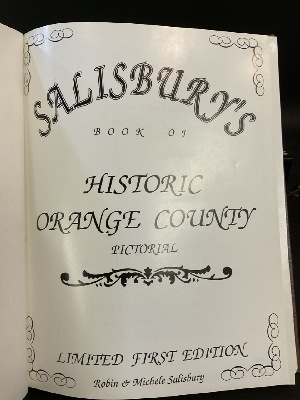 SALISBURY'S
BOOK OF
HISTORIC
ORANGE COUNTY
PICTORIAL
LIMITED FIRST EDITION
Robin & Michele Salisbury